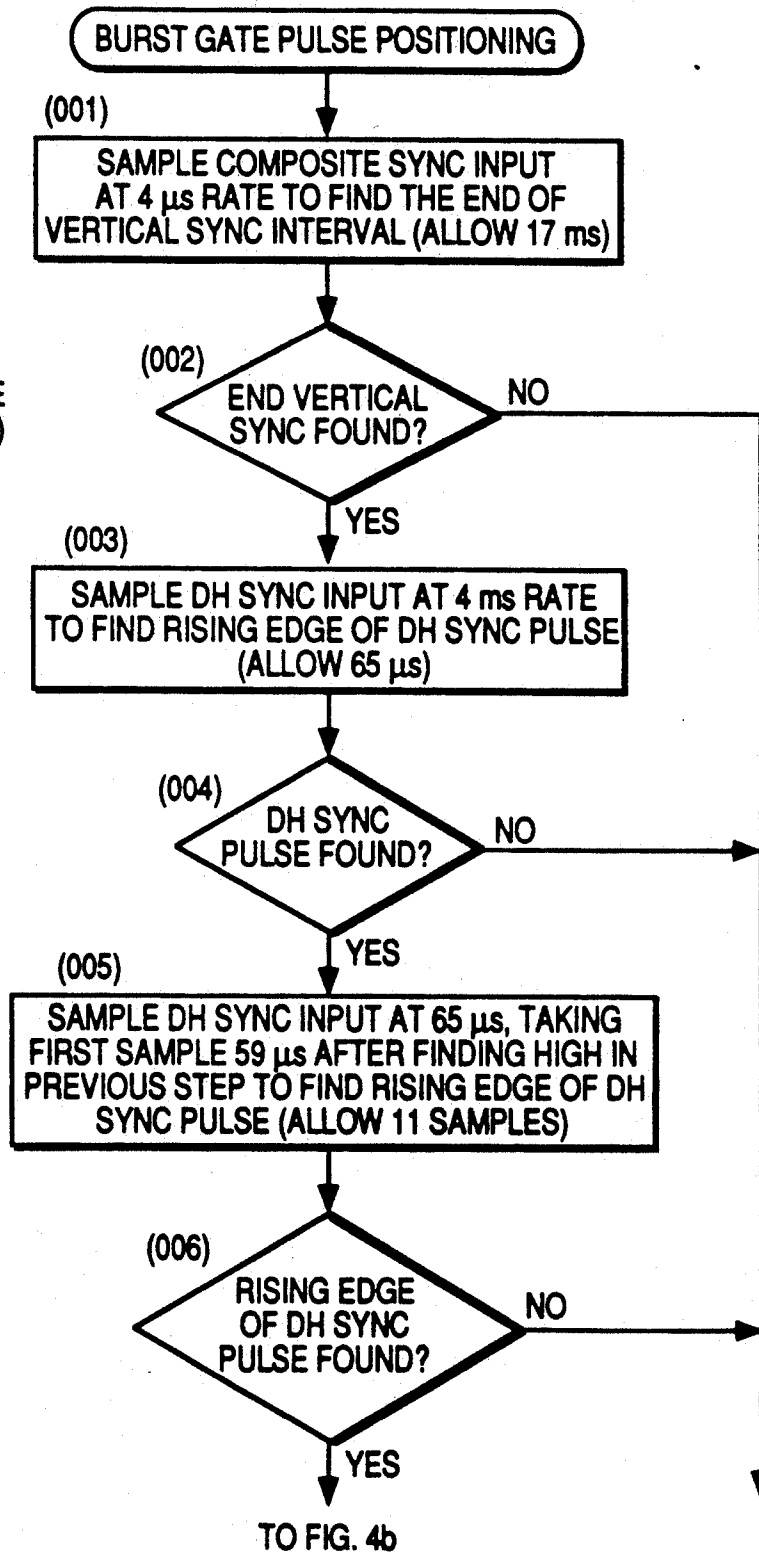 BURST GATE PULSE POSITIONING
(001)
SAMPLE COMPOSITE SYNC INPUT
AT 4 µs RATE TO FIND THE END OF
VERTICAL SYNC INTERVAL (ALLOW 17 ms)
(002)
END VERTICAL
SYNC FOUND?
NO
YES
(003)
SAMPLE DH SYNC INPUT AT 4 ms RATE
TO FIND RISING EDGE OF DH SYNC PULSE
(ALLOW 65 µs)
(004)
DH SYNC
PULSE FOUND?
NO
YES
(005)
SAMPLE DH SYNC INPUT AT 65 µs, TAKING
FIRST SAMPLE 59 µs AFTER FINDING HIGH IN
PREVIOUS STEP TO FIND RISING EDGE OF DH
SYNC PULSE (ALLOW 11 SAMPLES)
(006)
RISING EDGE
OF DH SYNC
PULSE FOUND?
NO
YES
TO FIG. 4b